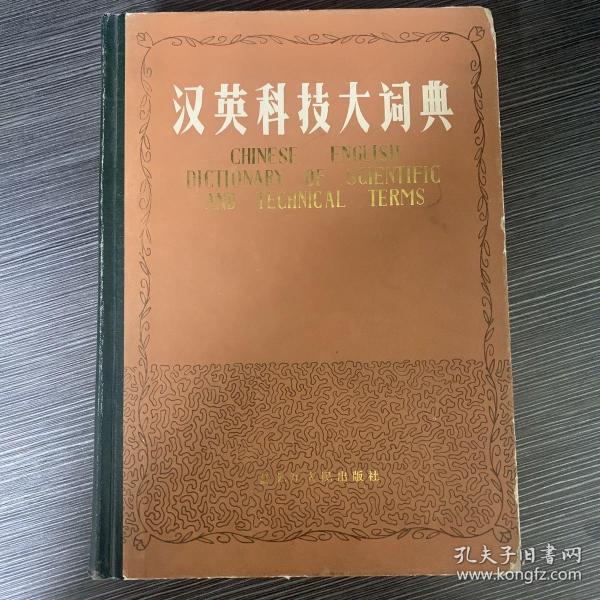 汉英科技大词典
CHINESE ENGLISH
DICTIONARY OF SCIENTIFIC
AND TECHNICAL TERMS
人民出版社
孔夫子旧書网
www.kongfz.com